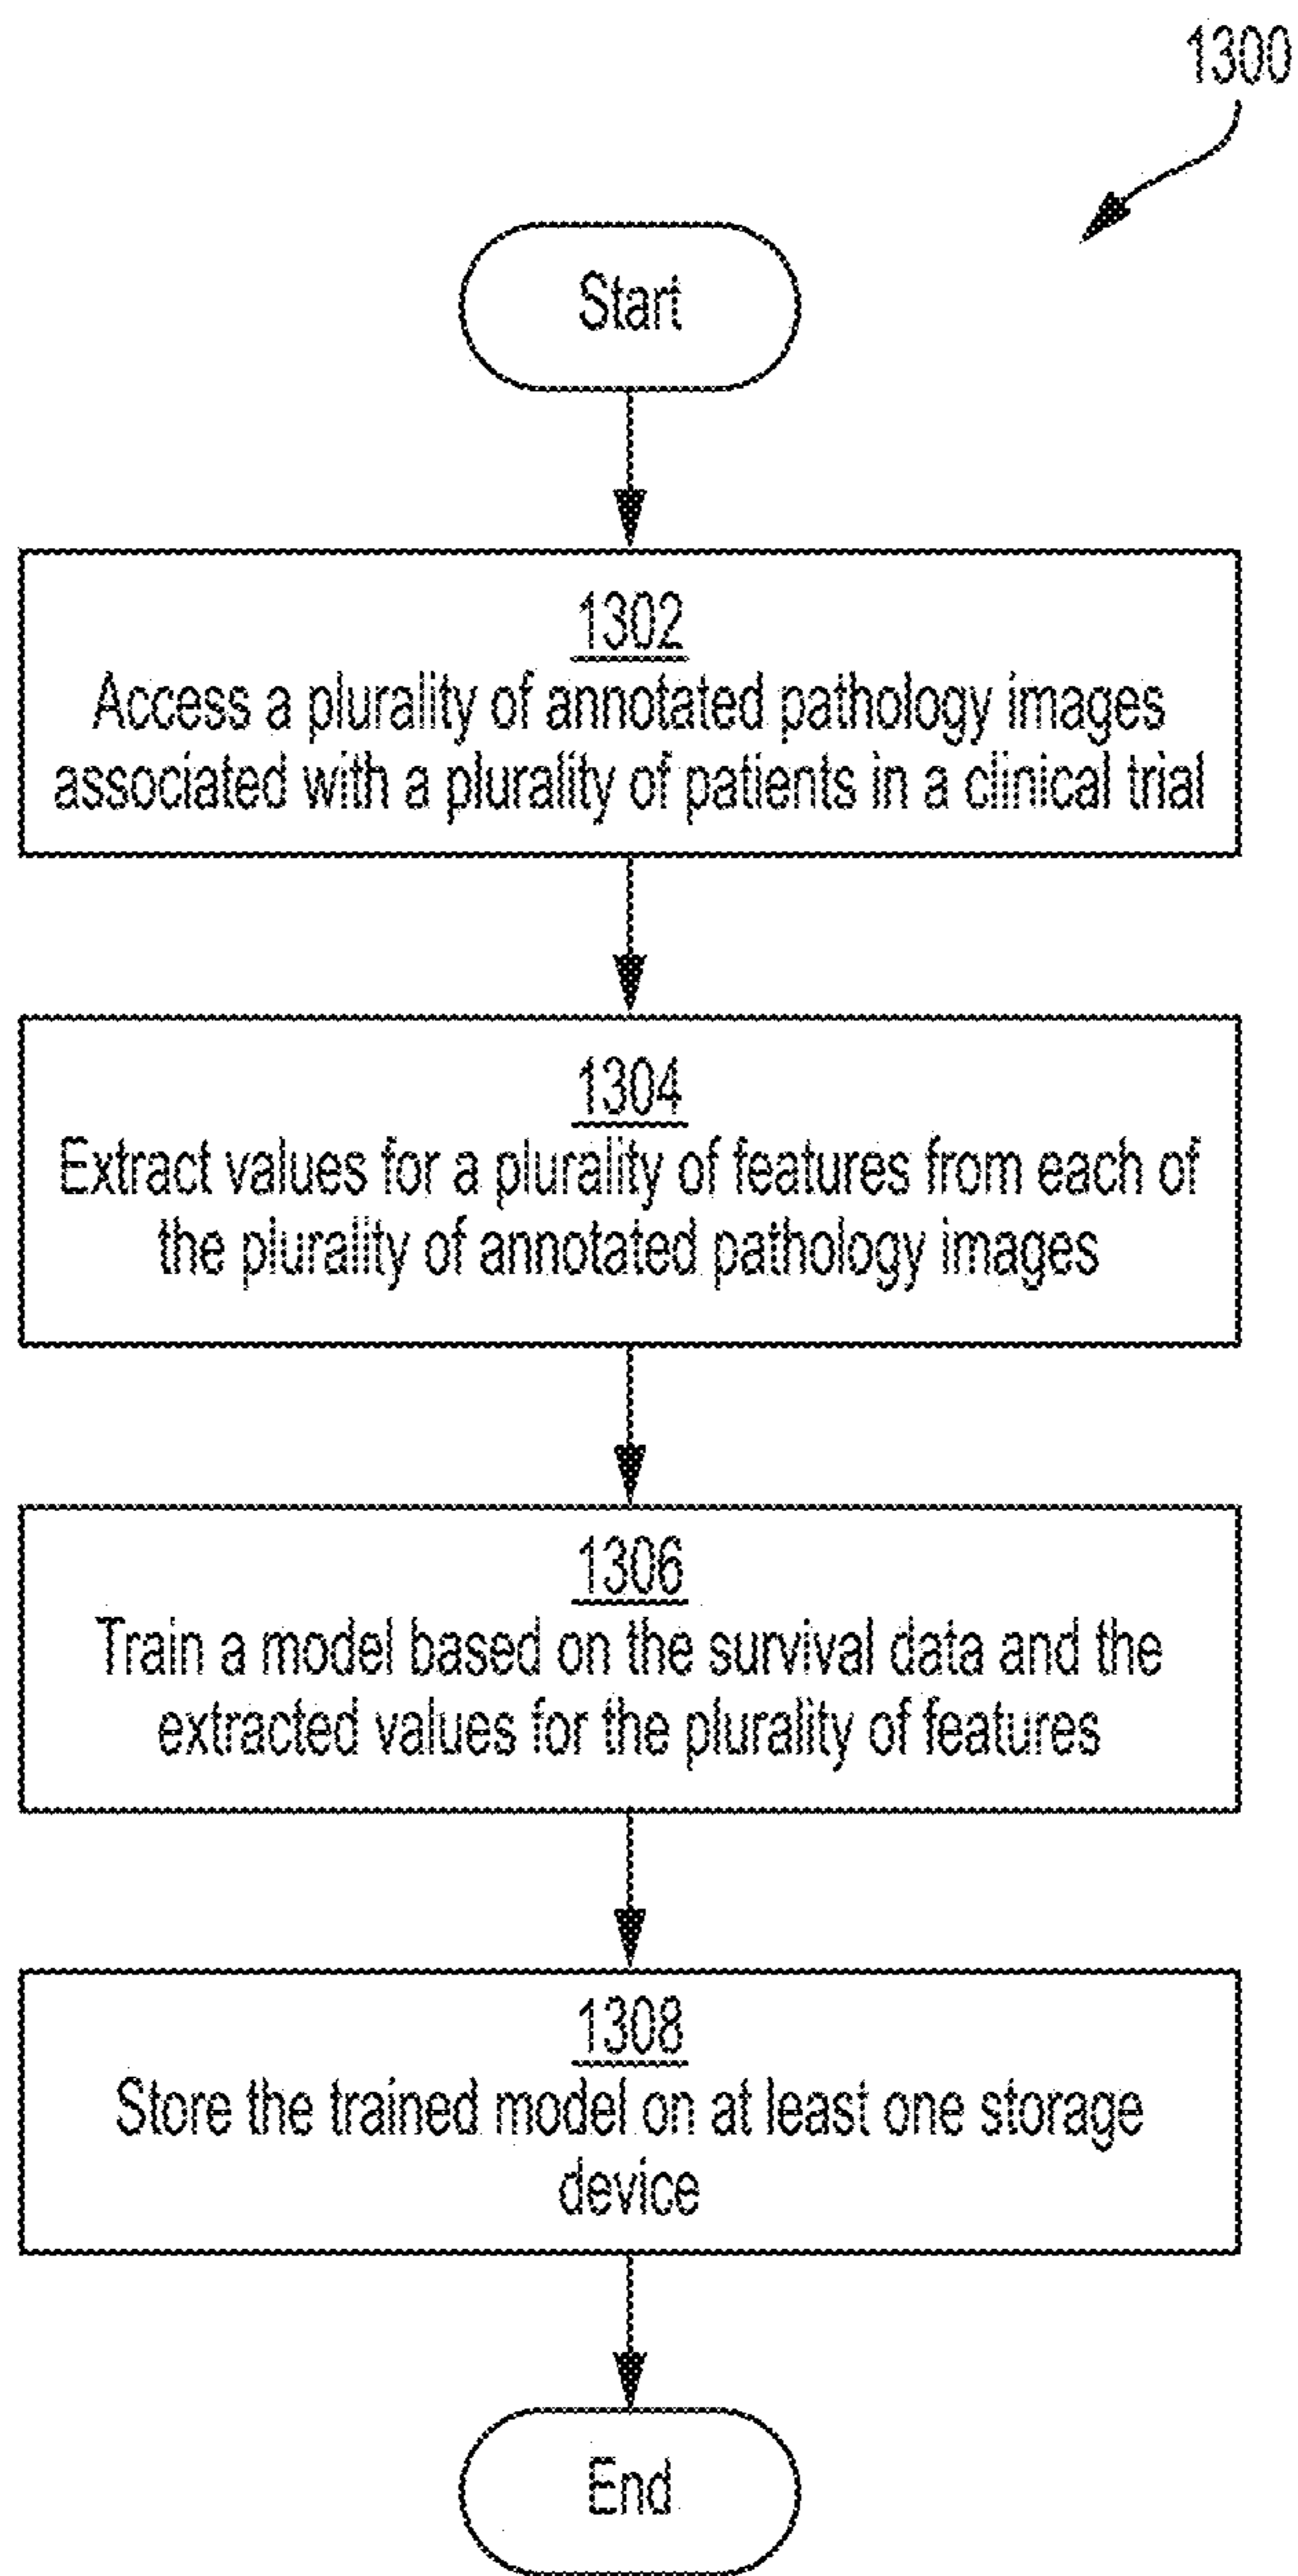 1300
Start
1302
Access a plurality of annotated pathology images
associated with a plurality of patients in a clinical trial
1304
Extract values for a plurality of features from each of
the plurality of annotated pathology images
1306
Train a model based on the survival data and the
extracted values for the plurality of features
1308
Store the trained model on at least one storage
device
End